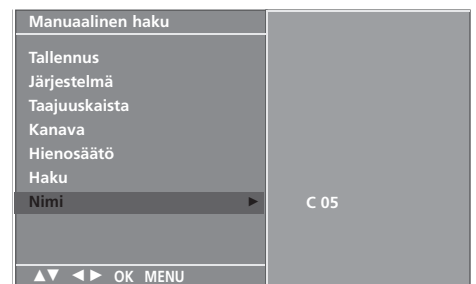 Manuaalinen haku
Tallennus
Järjestelmä
Taajuuskaista
Kanava
Hienosäätö
Haku
Nimi ► C 05
▲▼ ◄► OK MENU